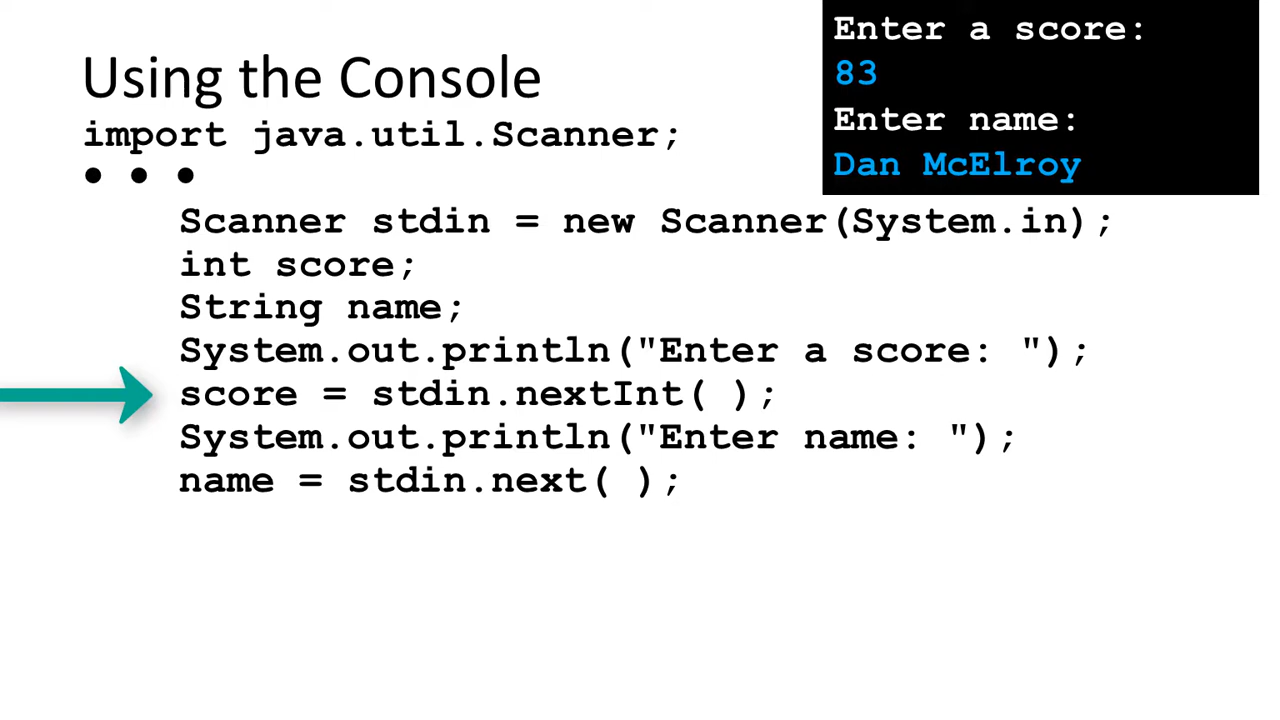 Using the Console
import java.util.Scanner;
• • •
Scanner stdin = new Scanner(System.in);
int score;
String name;
System.out.println("Enter a score: ");
score = stdin.nextInt( );
System.out.println("Enter name: ");
name = stdin.next( );
Enter a score:
83
Enter name:
Dan McElroy